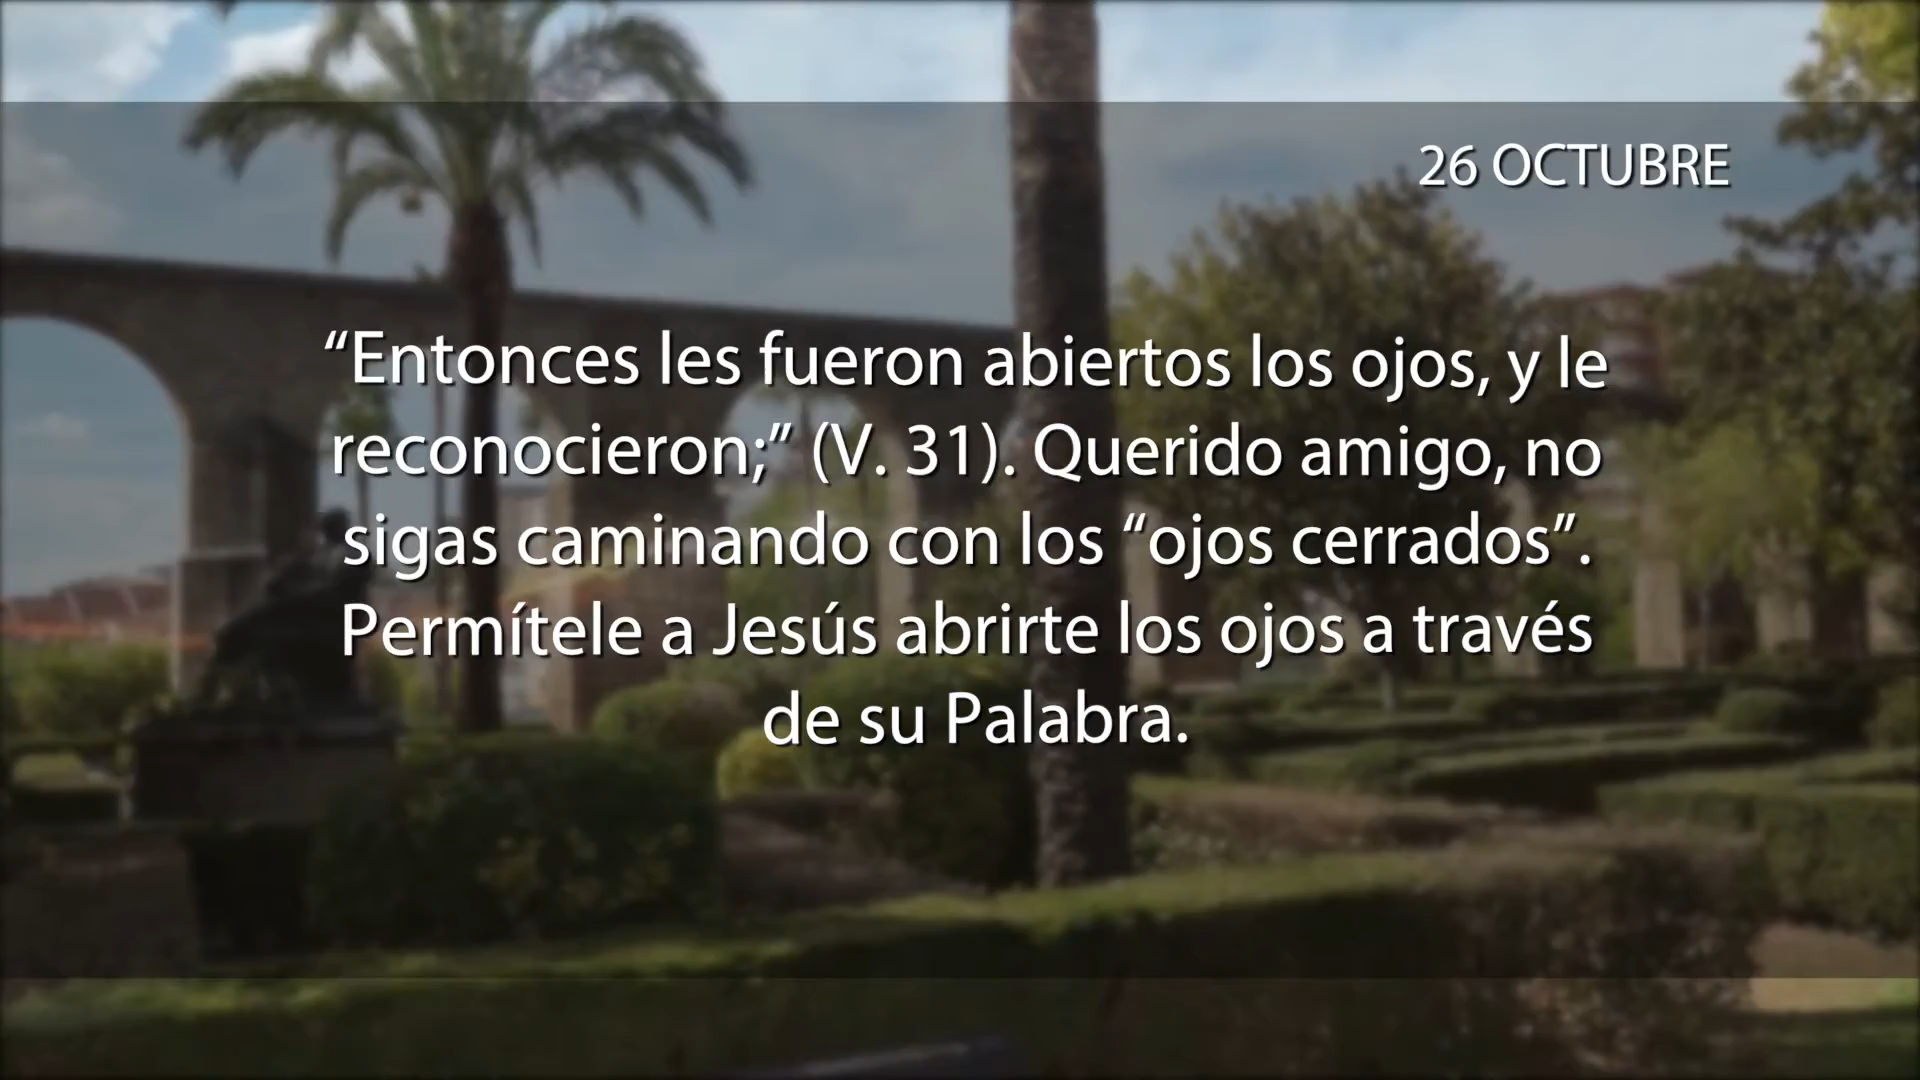 26 OCTUBRE
“Entonces les fueron abiertos los ojos, y le
reconocieron;” (V. 31). Querido amigo, no
sigas caminando con los “ojos cerrados”.
Permítele a Jesús abrirte los ojos a través
de su Palabra.